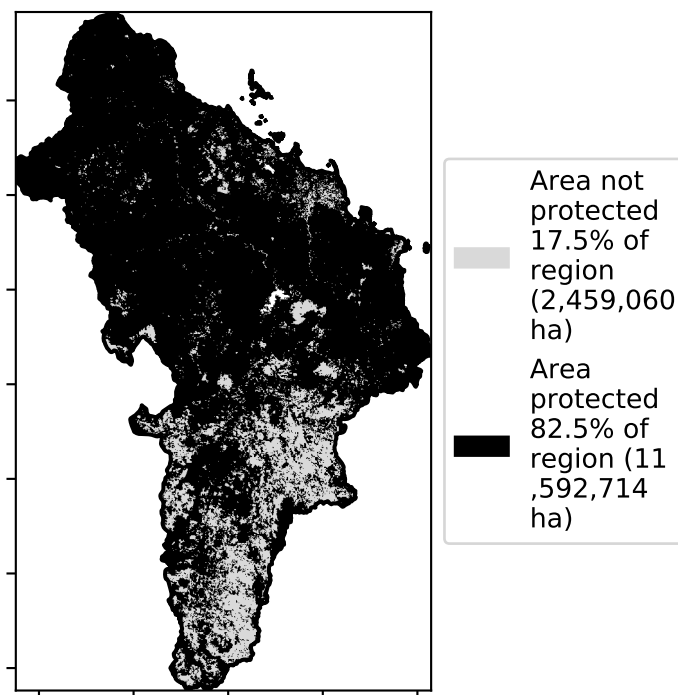 Area not
protected
17.5% of
region
(2,459,060
ha)
Area
protected
82.5% of
region (11
,592,714
ha)